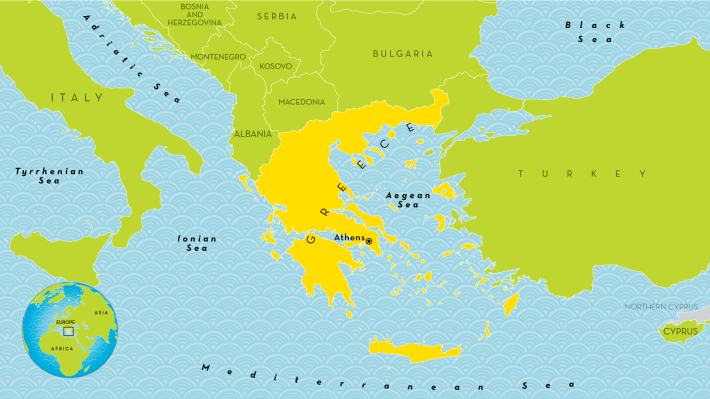 BOSNIA
AND
HERZEGOVINA
SERBIA
Black
Sea
Adriatic Sea
MONTENEGRO
KOSOVO
BULGARIA
ITALY
MACEDONIA
ALBANIA
GREECE
TURKEY
Tyrrhenian
Sea
Aegean
Sea
Ionian
Sea
Athens
NORTHERN CYPRUS
CYPRUS
ASIA
EUROPE
AFRICA
Mediterranean Sea